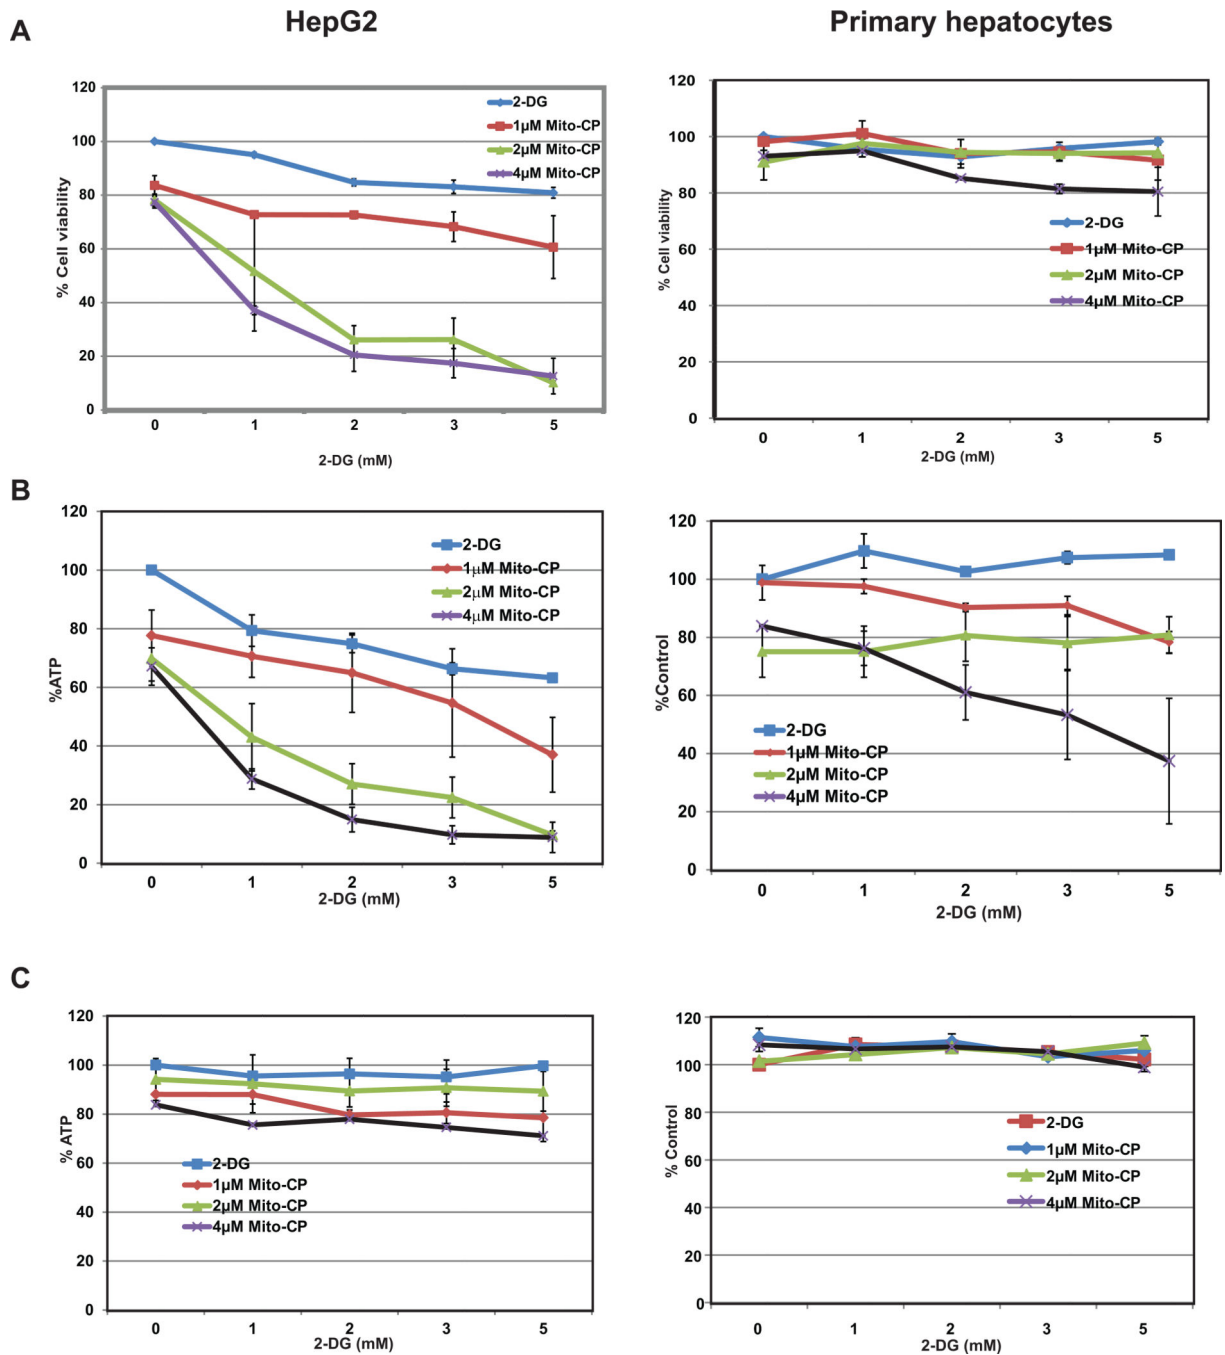 HepG2
Primary hepatocytes
A
120
100
80
60
40
20
0
% Cell viability
2-DG
1µM Mito-CP
2µM Mito-CP
4µM Mito-CP
0 1 2 3 5
2-DG (mM)
120
100
80
60
40
20
0
% Cell viability
2-DG
1µM Mito-CP
2µM Mito-CP
4µM Mito-CP
0 1 2 3 5
2-DG (mM)
B
120
100
80
60
40
20
0
%ATP
2-DG
1µM Mito-CP
2µM Mito-CP
4µM Mito-CP
0 1 2 3 5
2-DG (mM)
120
100
80
60
40
20
0
%Control
2-DG
1µM Mito-CP
2µM Mito-CP
4µM Mito-CP
0 1 2 3 5
2-DG (mM)
C
120
100
80
60
40
20
0
% ATP
2-DG
1µM Mito-CP
2µM Mito-CP
4µM Mito-CP
0 1 2 3 5
2-DG (mM)
120
100
80
60
40
20
0
% Control
2-DG
1µM Mito-CP
2µM Mito-CP
4µM Mito-CP
0 1 2 3 5
2-DG (mM)